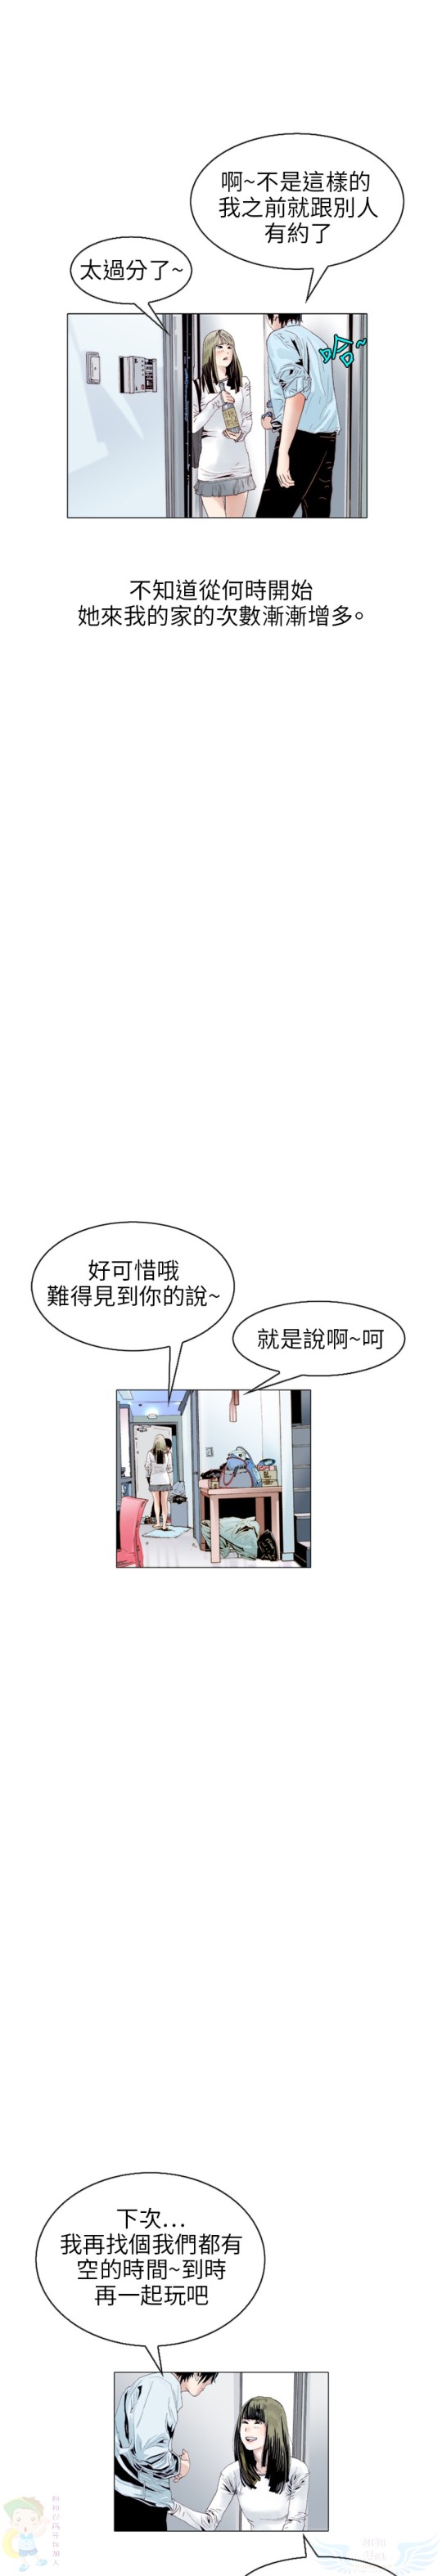 啊~不是這樣的
我之前就跟別人
有約了
太過分了~
哈~
不知道從何時開始
她來我的家的次數漸漸增多。
好可惜哦
難得見到你的說~
就是說啊~呵
下次...
我再找個我們都有
空的時間~到時
再一起玩吧